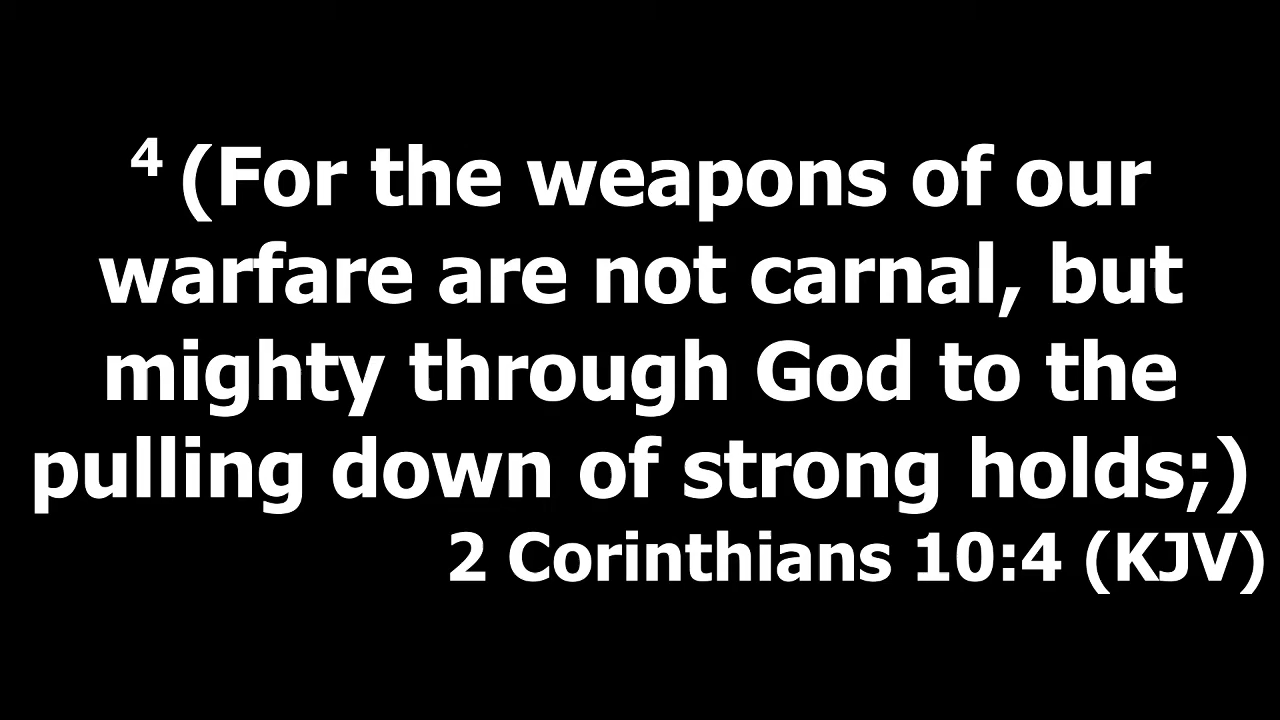 4 (For the weapons of our
warfare are not carnal, but
mighty through God to the
pulling down of strong holds;)
2 Corinthians 10:4 (KJV)